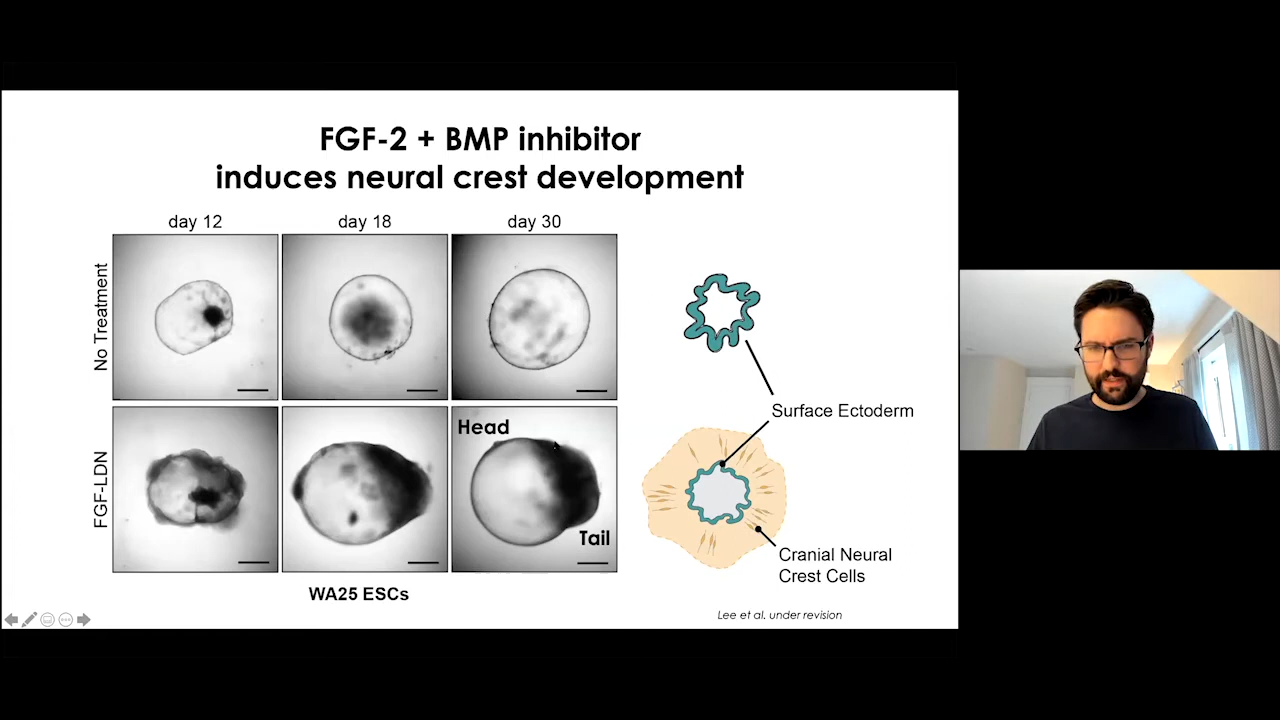 FGF-2 + BMP inhibitor
induces neural crest development
day 12
day 18
day 30
No Treatment
FGF-LDN
Head
Tail
WA25 ESCs
Surface Ectoderm
Cranial Neural
Crest Cells
Lee et al. under revision